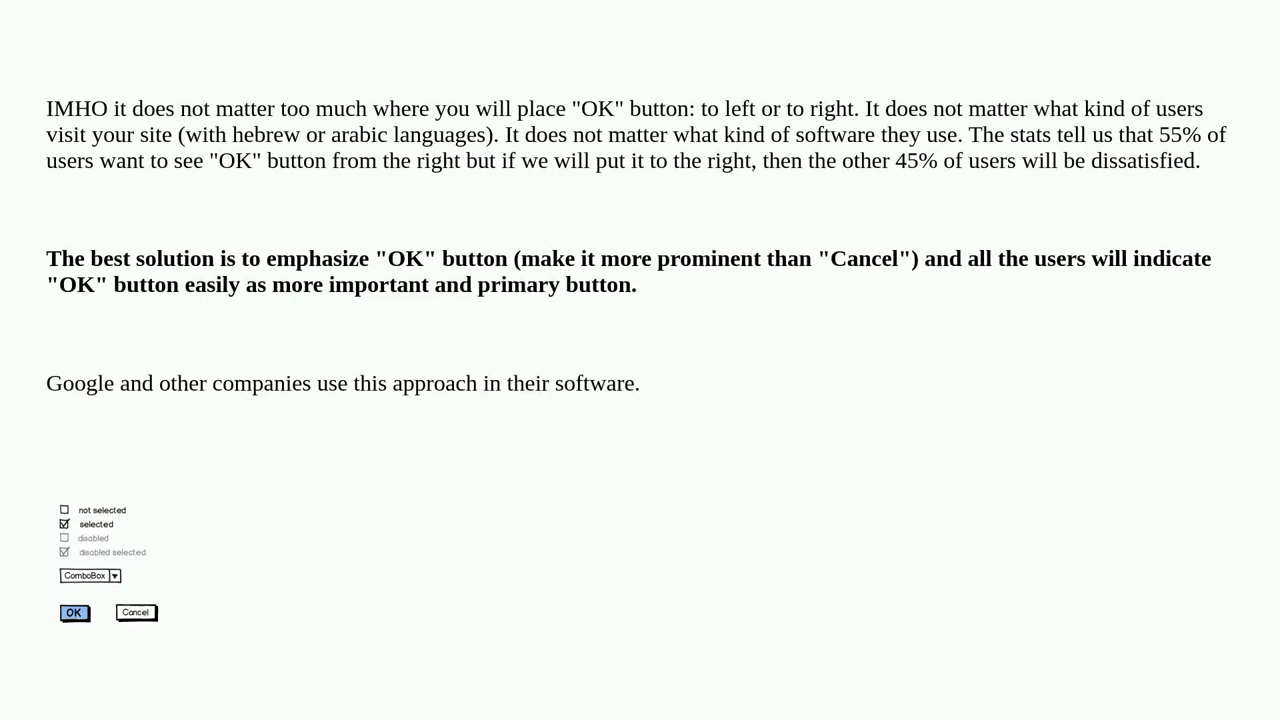 IMHO it does not matter too much where you will place "OK" button: to left or to right. It does not matter what kind of users
visit your site (with hebrew or arabic languages). It does not matter what kind of software they use. The stats tell us that 55% of
users want to see "OK" button from the right but if we will put it to the right, then the other 45% of users will be dissatisfied.
The best solution is to emphasize "OK" button (make it more prominent than "Cancel") and all the users will indicate
"OK" button easily as more important and primary button.
Google and other companies use this approach in their software.
not selected
selected
disabled
disabled selected
ComboBox
OK Cancel